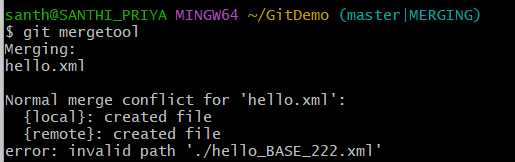 santh@SANTHI_PRIYA MINGW64 ~/GitDemo (master|MERGING)
$ git mergetool
Merging:
hello.xml

Normal merge conflict for 'hello.xml':
  {local}: created file
  {remote}: created file
error: invalid path './hello_BASE_222.xml'